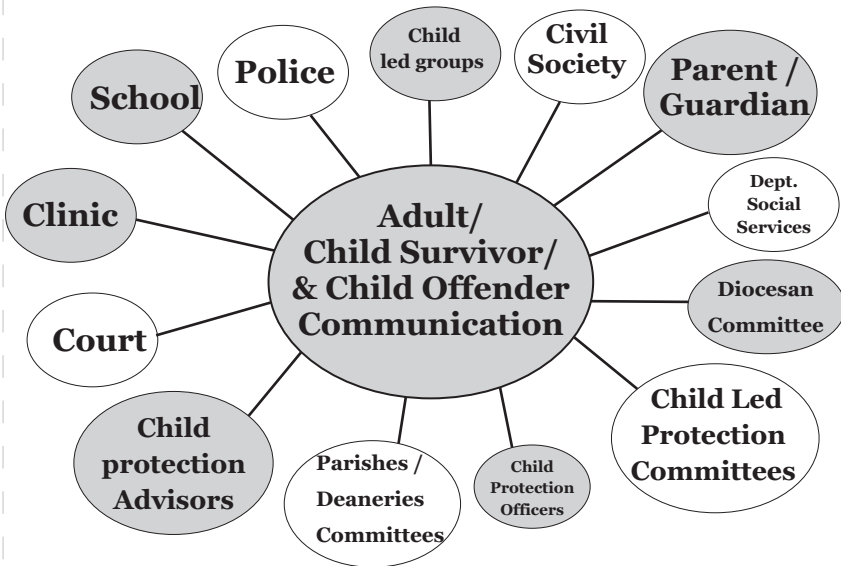 Child
led groups
Civil
Society
Police
Parent /
Guardian
School
Dept.
Social
Services
Clinic
Adult/
Child Survivor/
& Child Offender
Communication
Diocesan
Committee
Court
Child Led
Protection
Committees
Child
protection
Advisors
Parishes /
Deaneries
Committees
Child
Protection
Officers